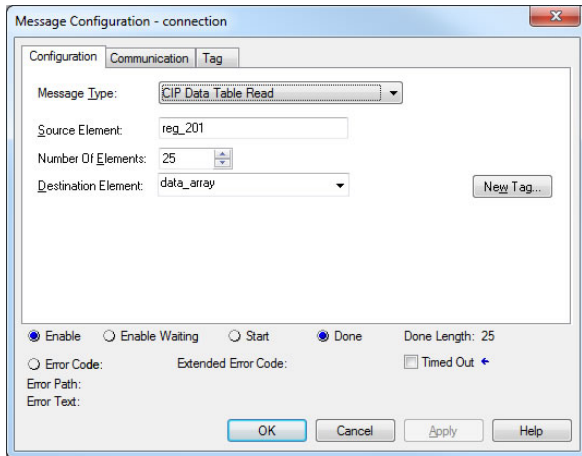 Message Configuration - connection
Configuration Communication Tag
Message Type: CIP Data Table Read
Source Element: reg_201
Number Of Elements: 25
Destination Element: data_array New Tag...
Enable Enable Waiting Start Done Done Length: 25
Error Code: Extended Error Code: Timed Out
Error Path:
Error Text:
OK Cancel Apply Help